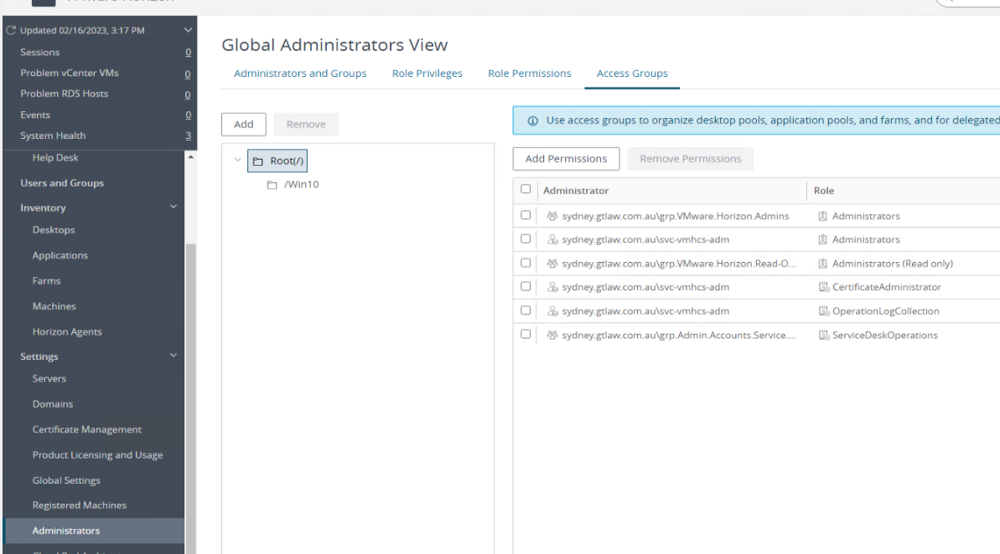 VMware Horizon
Updated 02/16/2023, 3:17 PM
Sessions 0
Problem vCenter VMs 0
Problem RDS Hosts 0
Events 0
System Health 3
Help Desk
Users and Groups
Inventory
Desktops
Applications
Farms
Machines
Horizon Agents
Settings
Servers
Domains
Certificate Management
Product Licensing and Usage
Global Settings
Registered Machines
Administrators
Global Administrators View
Administrators and Groups Role Privileges Role Permissions Access Groups
Add Remove
Root(/)
/Win10
Use access groups to organize desktop pools, application pools, and farms, and for delegated
Add Permissions Remove Permissions
Administrator Role
sydney.gtlaw.com.au\grp.VMware.Horizon.Admins Administrators
sydney.gtlaw.com.au\svc-vmhcs-adm Administrators
sydney.gtlaw.com.au\grp.VMware.Horizon.Read-O... Administrators (Read only)
sydney.gtlaw.com.au\svc-vmhcs-adm CertificateAdministrator
sydney.gtlaw.com.au\svc-vmhcs-adm OperationLogCollection
sydney.gtlaw.com.au\grp.Admin.Accounts.Service.... ServiceDeskOperations